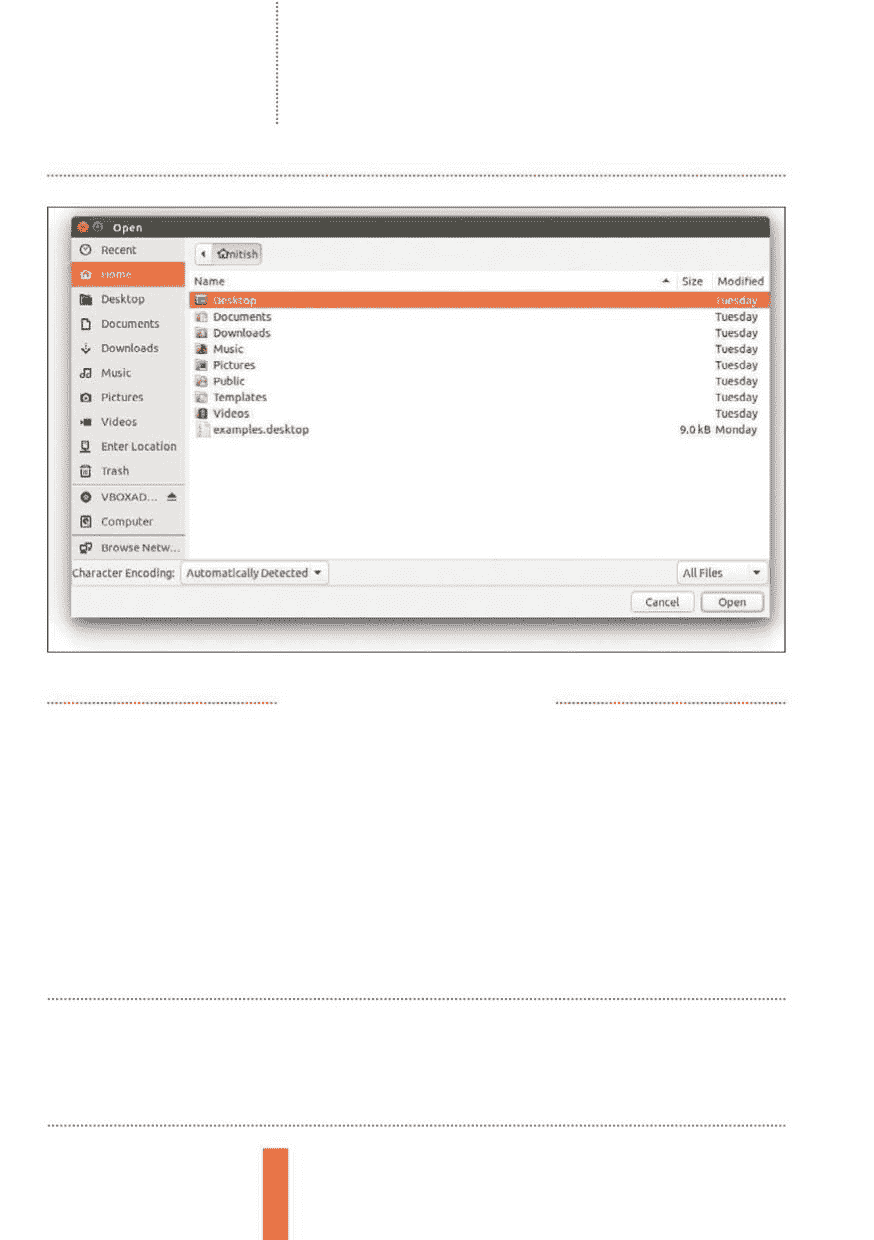 Open
Recent
Home
Desktop
Documents
Downloads
Music
Pictures
Videos
Enter Location
Trash
VBOXAD...
Computer
Browse Netw...
nitish
Name Size Modified
Desktop Tuesday
Documents Tuesday
Downloads Tuesday
Music Tuesday
Pictures Tuesday
Public Tuesday
Templates Tuesday
Videos Tuesday
examples.desktop 9.0 kB Monday
Character Encoding: Automatically Detected All Files
Cancel Open